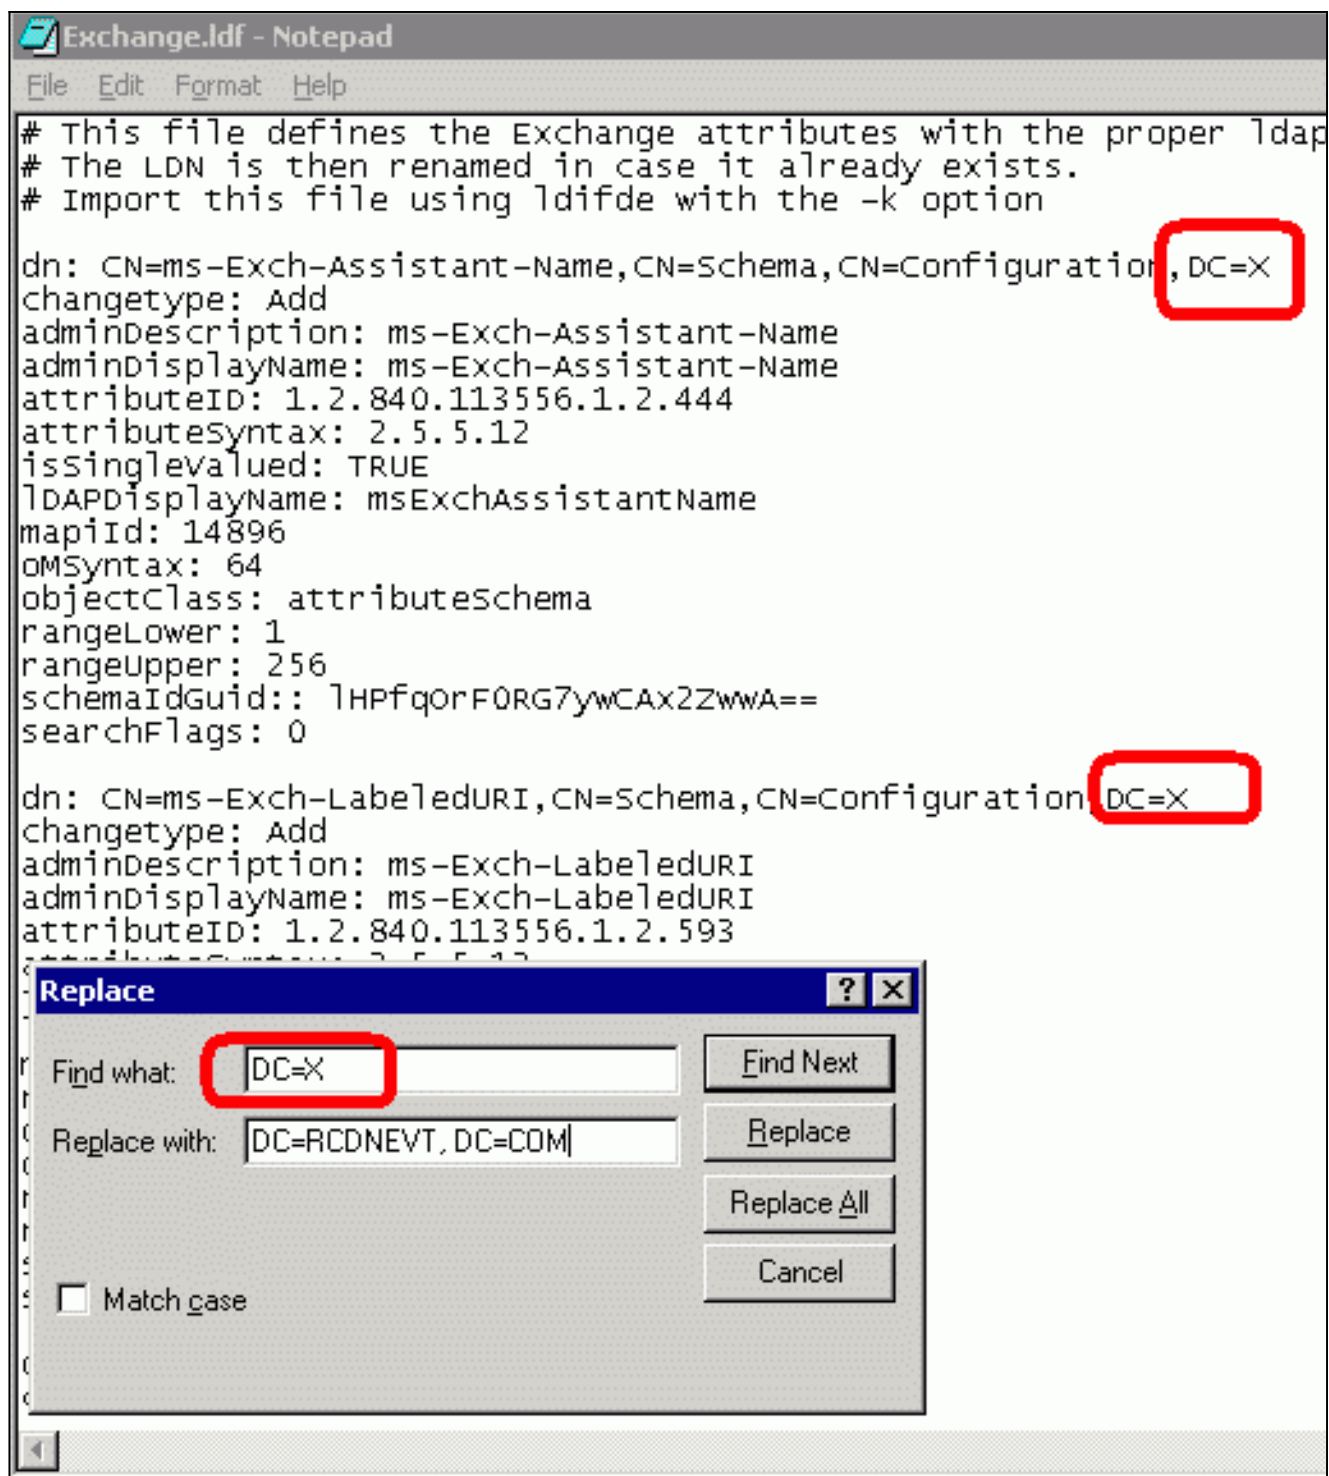 Exchange.ldf - Notepad
File Edit Format Help
# This file defines the Exchange attributes with the proper ldap
# The LDN is then renamed in case it already exists.
# Import this file using ldifde with the -k option
dn: CN=ms-Exch-Assistant-Name,CN=Schema,CN=Configuration,DC=X
changetype: Add
adminDescription: ms-Exch-Assistant-Name
adminDisplayName: ms-Exch-Assistant-Name
attributeID: 1.2.840.113556.1.2.444
attributeSyntax: 2.5.5.12
isSingleValued: TRUE
lDAPDisplayName: msExchAssistantName
mapiId: 14896
oMSyntax: 64
objectClass: attributeSchema
rangeLower: 1
rangeUpper: 256
schemaIdGuid:: lHPfqOrF0RG7ywCAx2ZwwA==
searchFlags: 0
dn: CN=ms-Exch-LabeledURI,CN=Schema,CN=Configuration,DC=X
changetype: Add
adminDescription: ms-Exch-LabeledURI
adminDisplayName: ms-Exch-LabeledURI
attributeID: 1.2.840.113556.1.2.593
Replace
Find what: DC=X
Find Next
Replace with: DC=RCDNEVT, DC=COM
Replace
Replace All
Cancel
Match case